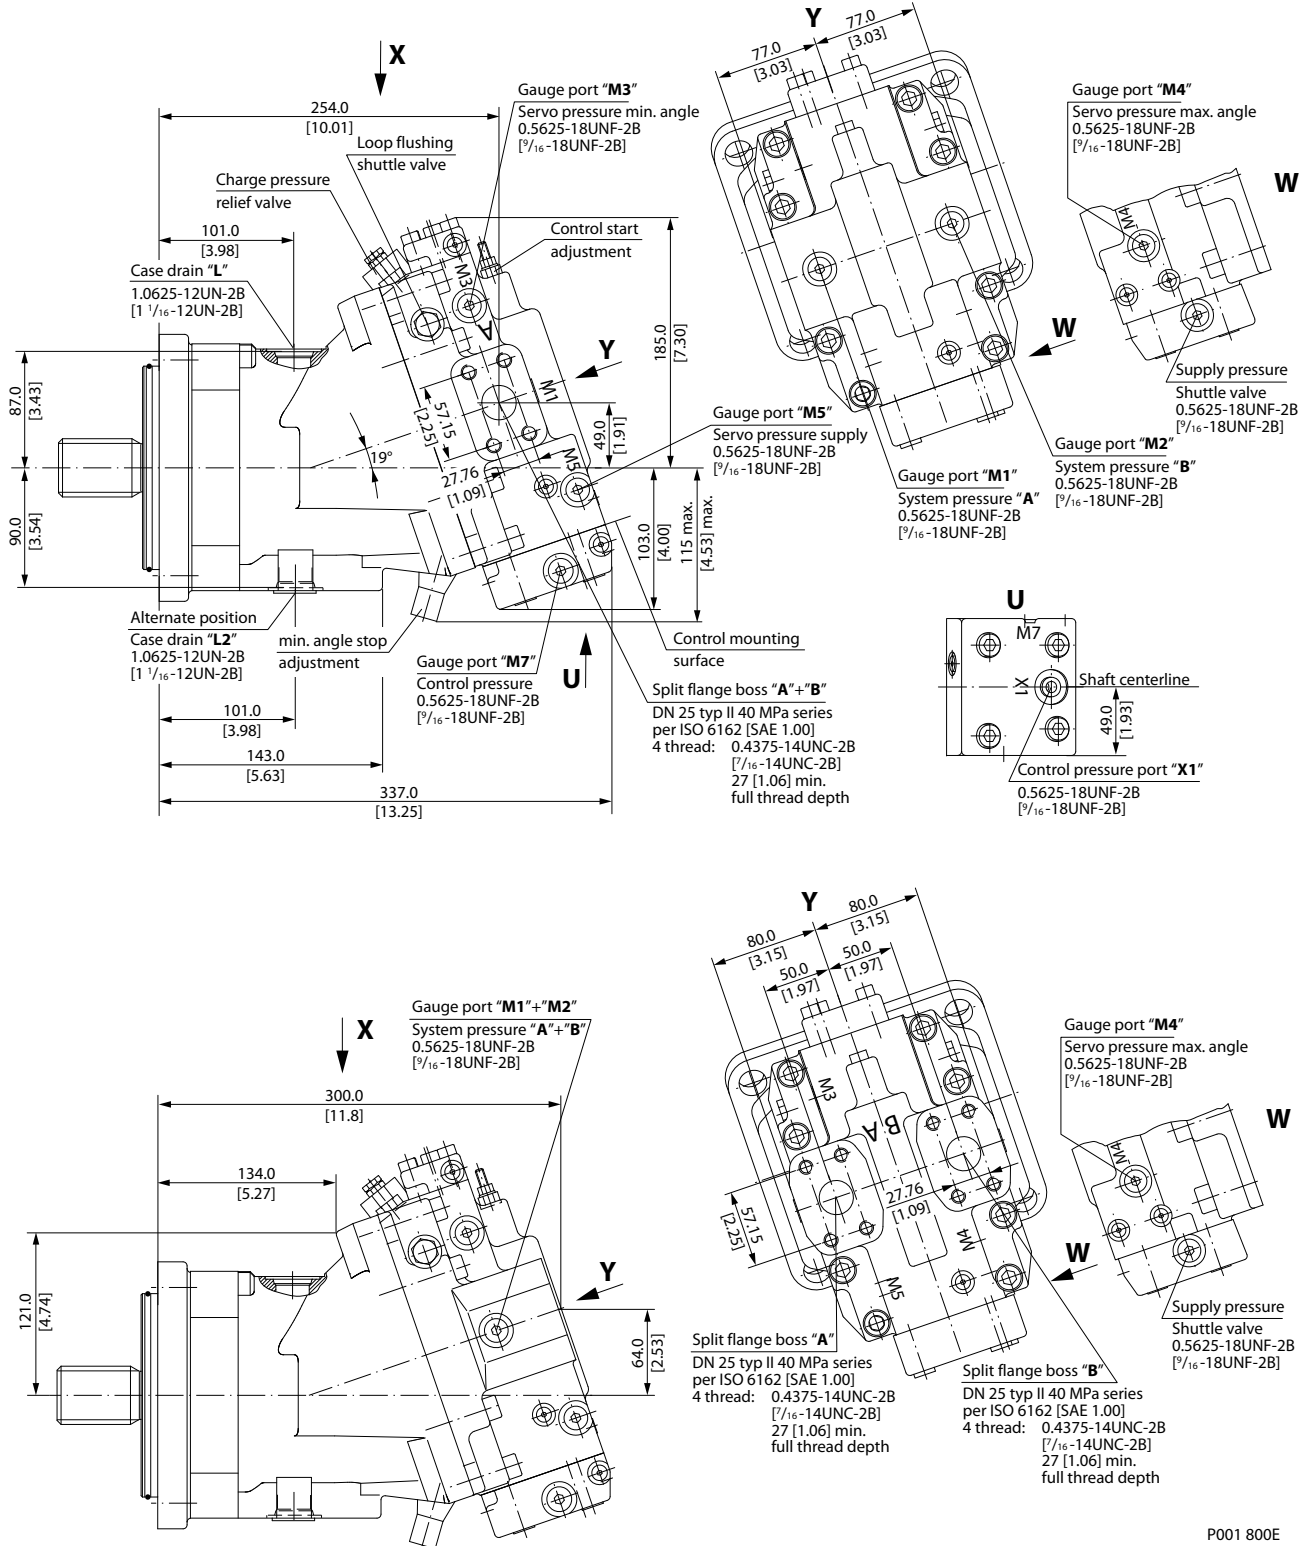 X
254.0
[10.01]
Loop flushing
shuttle valve
Charge pressure
relief valve
101.0
[3.98]
Case drain "L"
1.0625-12UN-2B
[1 1/16-12UN-2B]
Gauge port "M3"
Servo pressure min. angle
0.5625-18UNF-2B
[9/16-18UNF-2B]
Control start
adjustment
M3
A
M1
M5
Y
185.0
[7.30]
87.0
[3.43]
90.0
[3.54]
19°
57.15
[2.25]
27.76
[1.09]
49.0
[1.91]
103.0
[4.00]
115 max.
[4.53] max.
Gauge port "M5"
Servo pressure supply
0.5625-18UNF-2B
[9/16-18UNF-2B]
Alternate position
Case drain "L2"
1.0625-12UN-2B
[1 1/16-12UN-2B]
min. angle stop
adjustment
Gauge port "M7"
Control pressure
0.5625-18UNF-2B
[9/16-18UNF-2B]
U
Control mounting
surface
Split flange boss "A"+"B"
DN 25 typ II 40 MPa series
per ISO 6162 [SAE 1.00]
4 thread: 0.4375-14UNC-2B
[7/16-14UNC-2B]
27 [1.06] min.
full thread depth
101.0
[3.98]
143.0
[5.63]
337.0
[13.25]
Y
77.0
[3.03]
77.0
[3.03]
W
Gauge port "M1"
System pressure "A"
0.5625-18UNF-2B
[9/16-18UNF-2B]
Gauge port "M2"
System pressure "B"
0.5625-18UNF-2B
[9/16-18UNF-2B]
Gauge port "M4"
Servo pressure max. angle
0.5625-18UNF-2B
[9/16-18UNF-2B]
W
M4
Supply pressure
Shuttle valve
0.5625-18UNF-2B
[9/16-18UNF-2B]
U
M7
X1
Shaft centerline
49.0
[1.93]
Control pressure port "X1"
0.5625-18UNF-2B
[9/16-18UNF-2B]
X
Gauge port "M1"+"M2"
System pressure "A"+"B"
0.5625-18UNF-2B
[9/16-18UNF-2B]
300.0
[11.8]
134.0
[5.27]
121.0
[4.74]
Y
64.0
[2.53]
Y
80.0
[3.15]
80.0
[3.15]
50.0
[1.97]
50.0
[1.97]
M3
B A
27.76
[1.09]
57.15
[2.25]
M4
M5
W
Split flange boss "A"
DN 25 typ II 40 MPa series
per ISO 6162 [SAE 1.00]
4 thread: 0.4375-14UNC-2B
[7/16-14UNC-2B]
27 [1.06] min.
full thread depth
Split flange boss "B"
DN 25 typ II 40 MPa series
per ISO 6162 [SAE 1.00]
4 thread: 0.4375-14UNC-2B
[7/16-14UNC-2B]
27 [1.06] min.
full thread depth
Gauge port "M4"
Servo pressure max. angle
0.5625-18UNF-2B
[9/16-18UNF-2B]
W
M4
Supply pressure
Shuttle valve
0.5625-18UNF-2B
[9/16-18UNF-2B]
P001 800E